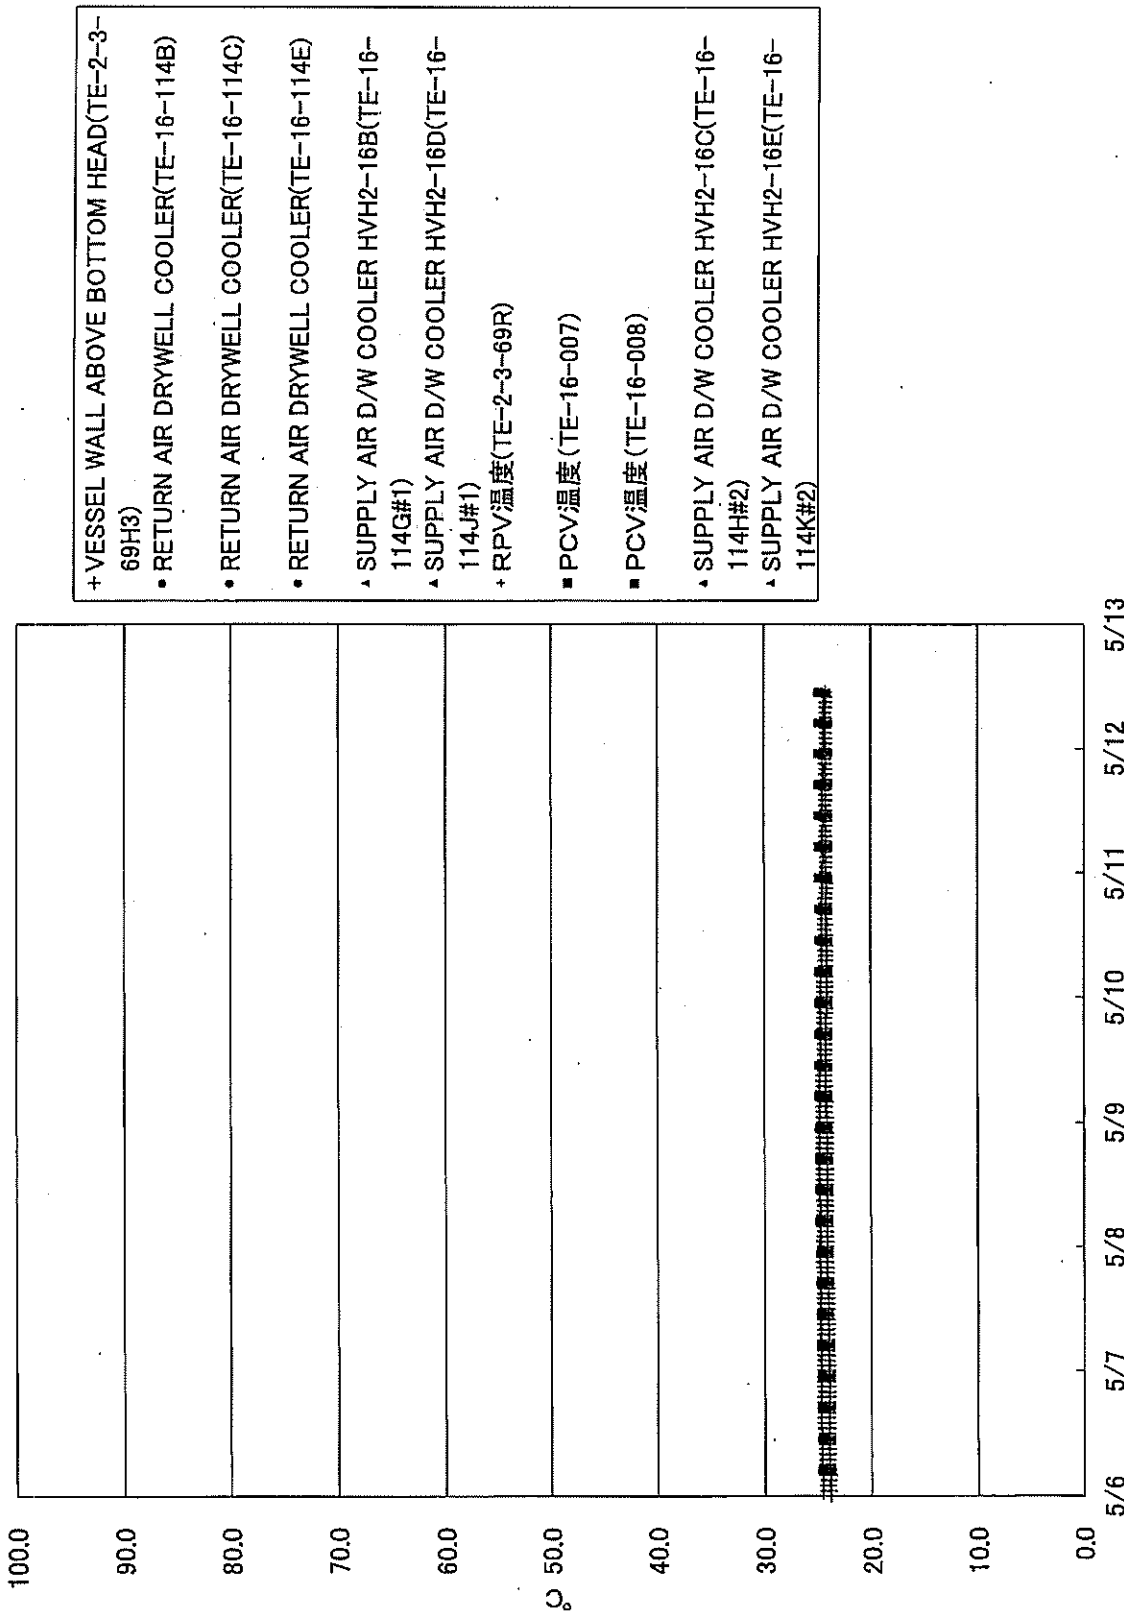 +VESSEL WALL ABOVE BOTTOM HEAD(TE-2-3-
69H3)
• RETURN AIR DRYWELL COOLER(TE-16-114B)
• RETURN AIR DRYWELL COOLER(TE-16-114C)
• RETURN AIR DRYWELL COOLER(TE-16-114E)
▲ SUPPLY AIR D/W COOLER HVH2-16B(TE-16-
114G#1)
▲ SUPPLY AIR D/W COOLER HVH2-16D(TE-16-
114J#1)
+ RPV温度(TE-2-3-69R)
■ PCV温度(TE-16-007)
■ PCV温度(TE-16-008)
▲ SUPPLY AIR D/W COOLER HVH2-16C(TE-16-
114H#2)
▲ SUPPLY AIR D/W COOLER HVH2-16E(TE-16-
114K#2)
100.0
90.0
80.0
70.0
60.0
50.0
40.0
30.0
20.0
10.0
0.0
℃
5/6 5/7 5/8 5/9 5/10 5/11 5/12 5/13